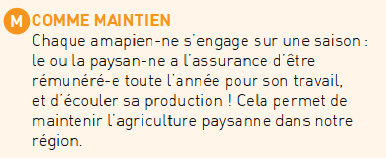 M COMME MAINTIEN
Chaque amapien-ne s'engage sur une saison :
le ou la paysan-ne a l'assurance d'être
rémunéré-e toute l'année pour son travail,
et d'écouler sa production ! Cela permet de
maintenir l'agriculture paysanne dans notre
région.